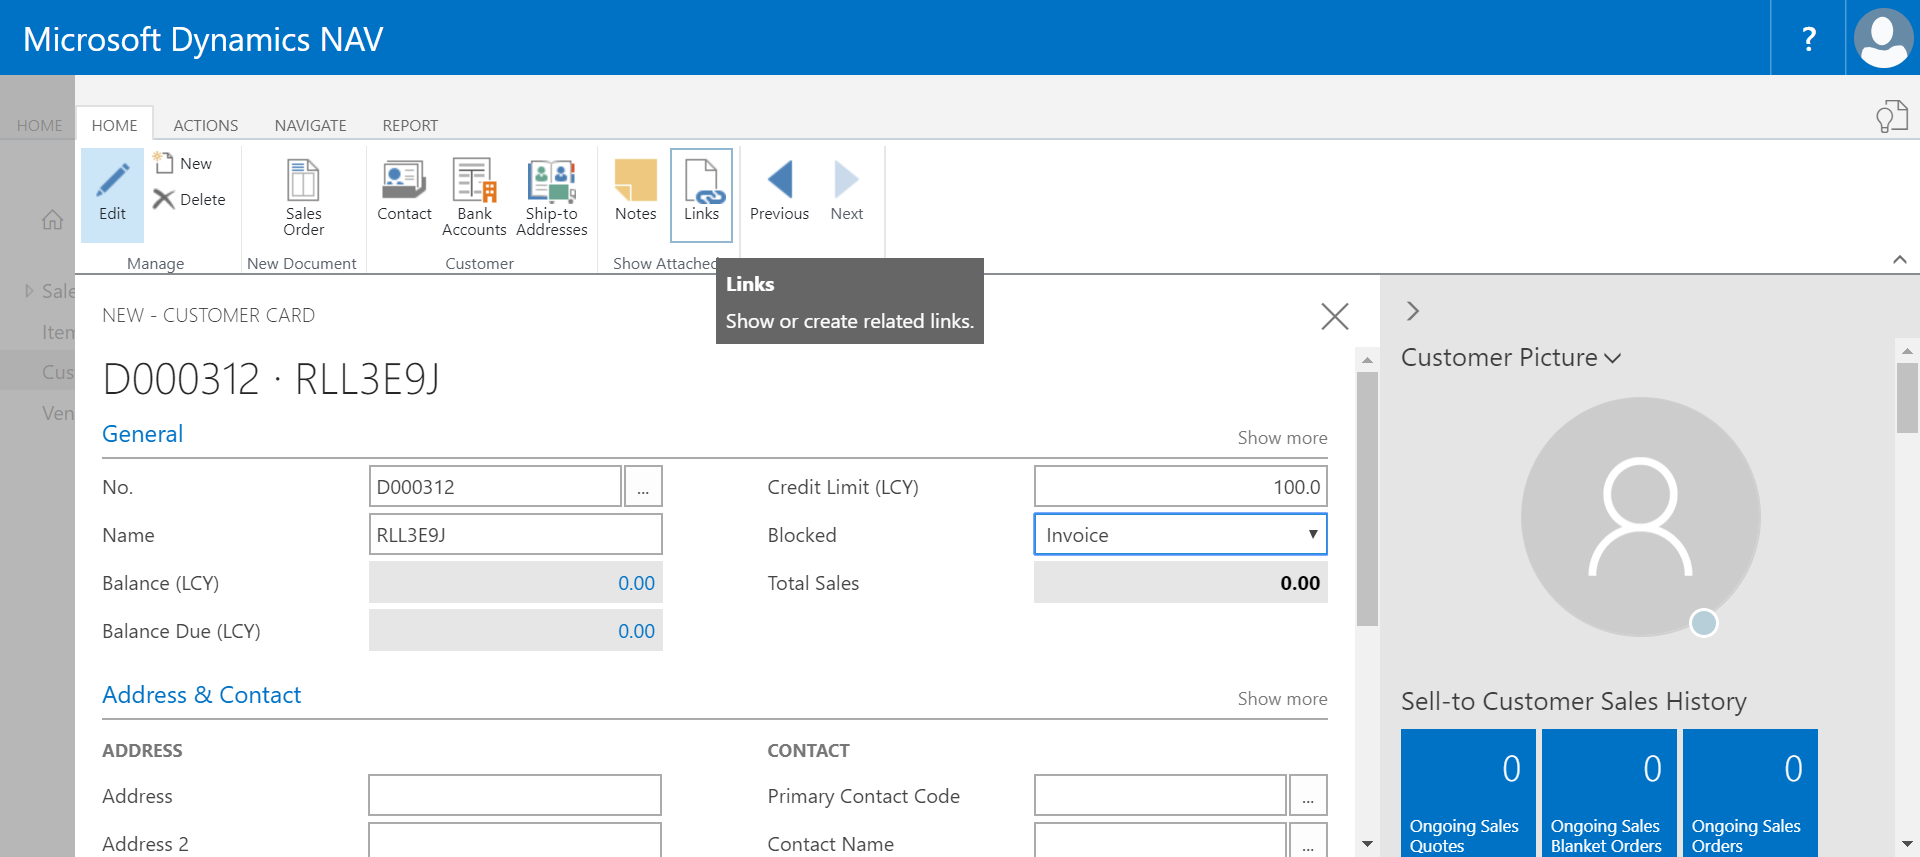 Microsoft Dynamics NAV
?
HOME
HOME
ACTIONS
NAVIGATE
REPORT
Edit
New
Delete
Manage
Sales
Order
New Document
Contact
Bank
Accounts
Ship-to
Addresses
Customer
Notes
Links
Show Attached
Previous
Next
Links
Show or create related links.
Sale
Item
Cus
Ven
NEW - CUSTOMER CARD
D000312 · RLL3E9J
General
Show more
No.
D000312
...
Name
RLL3E9J
Balance (LCY)
0.00
Balance Due (LCY)
0.00
Credit Limit (LCY)
100.0
Blocked
Invoice
Total Sales
0.00
Address & Contact
Show more
ADDRESS
Address
Address 2
CONTACT
Primary Contact Code
...
Contact Name
...
Customer Picture
Sell-to Customer Sales History
0
Ongoing Sales
Quotes
0
Ongoing Sales
Blanket Orders
0
Ongoing Sales
Orders